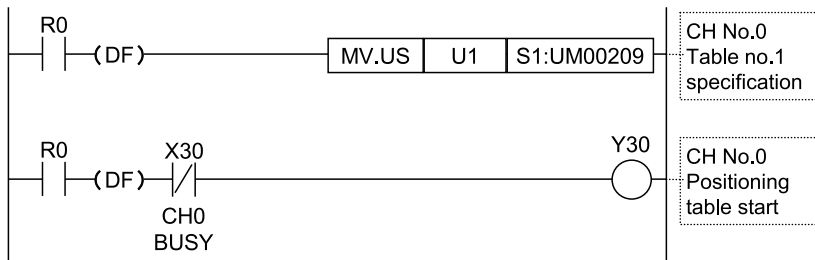 R0
(DF)
MV.US U1 S1:UM00209
CH No.0
Table no.1
specification
R0
(DF)
X30
CH0
BUSY
Y30
CH No.0
Positioning
table start